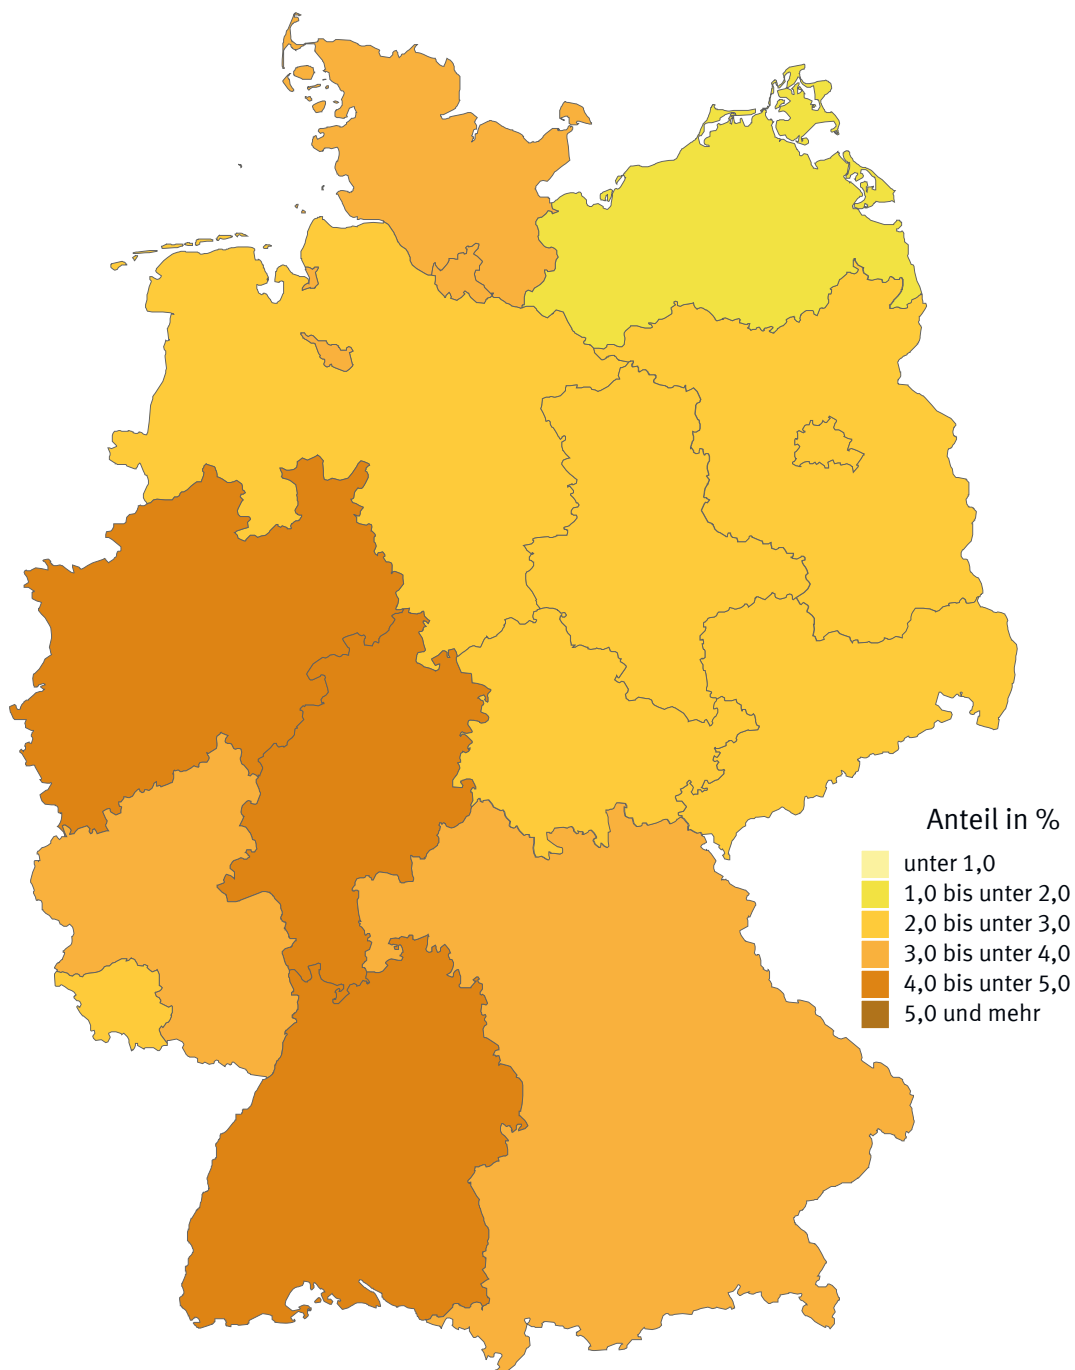 Anteil in %
unter 1,0
1,0 bis unter 2,0
2,0 bis unter 3,0
3,0 bis unter 4,0
4,0 bis unter 5,0
5,0 und mehr